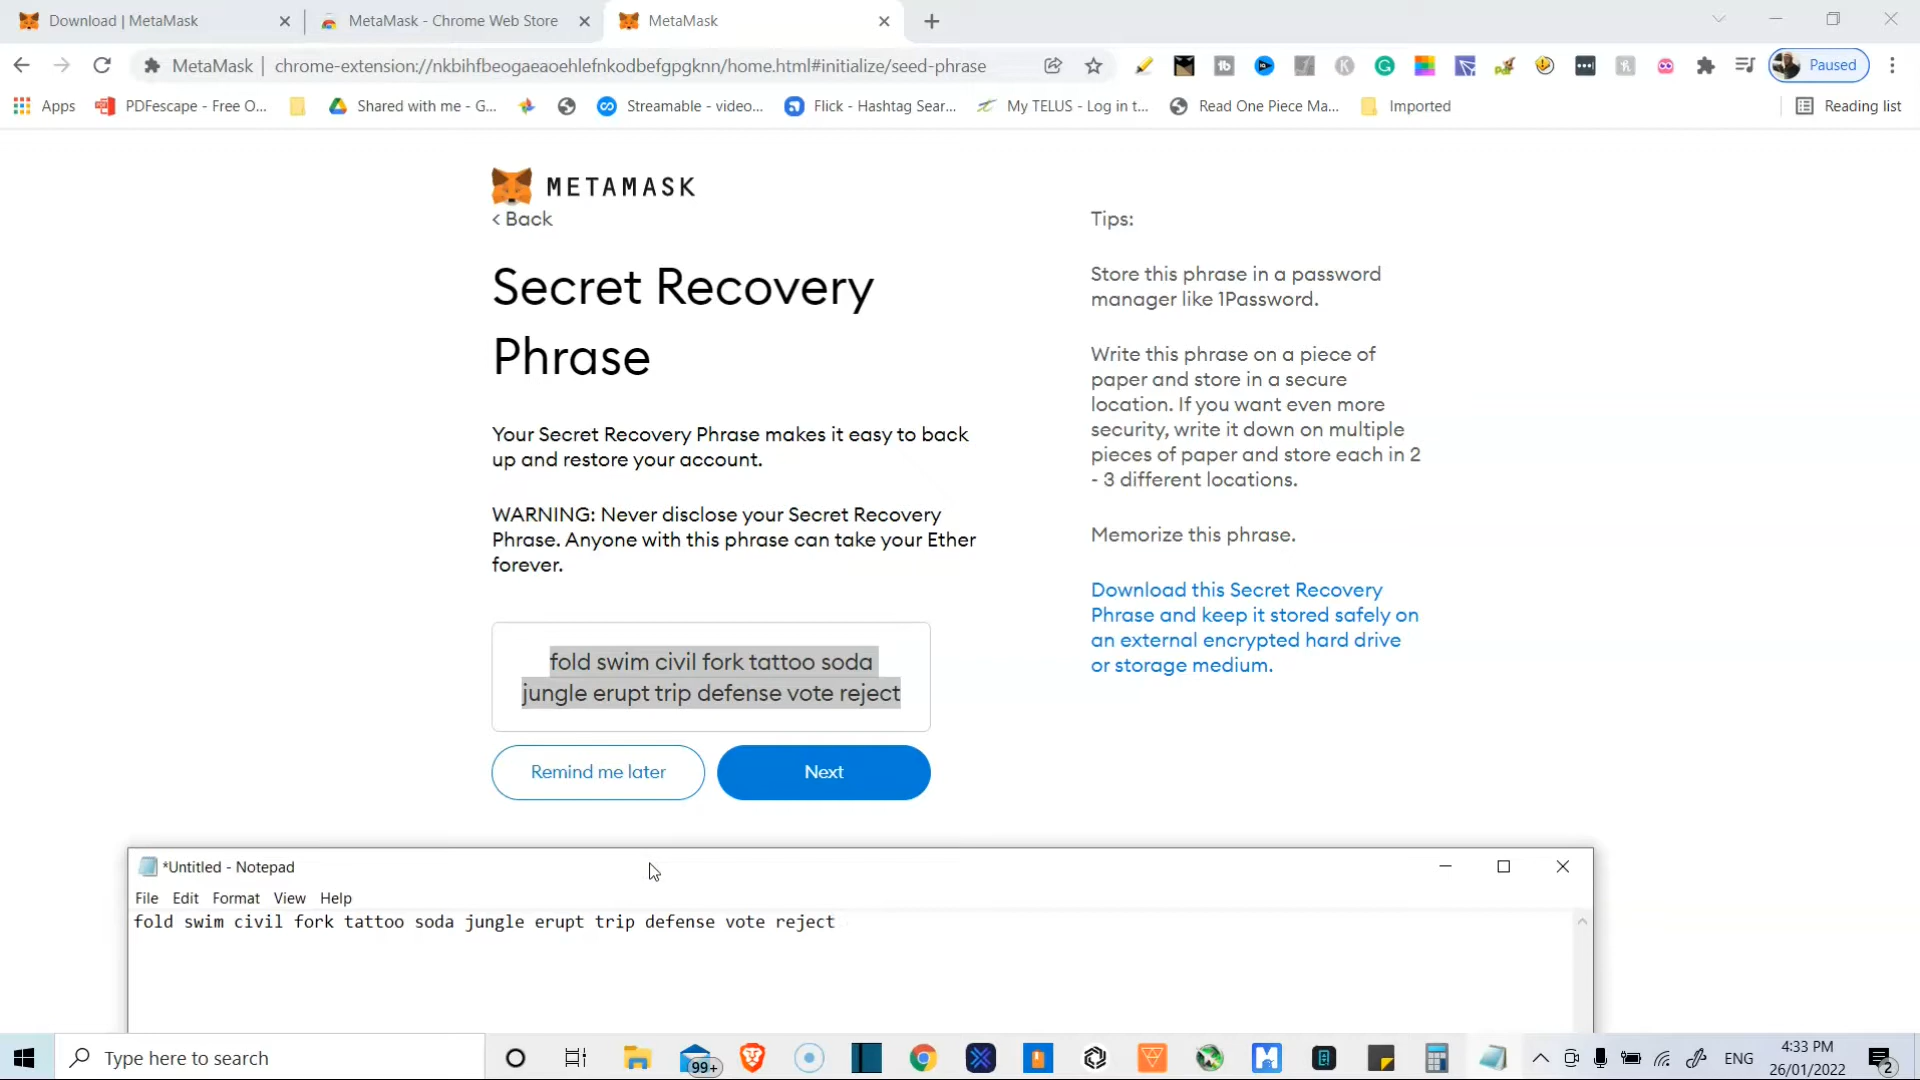 Download | MetaMask
MetaMask - Chrome Web Store
MetaMask
MetaMask | chrome-extension://nkbihfbeogaeaoehlefnkodbefgpgknn/home.html#initialize/seed-phrase
Paused
Apps
PDFescape - Free O...
Shared with me - G...
Streamable - video...
Flick - Hashtag Sear...
My TELUS - Log in t...
Read One Piece Ma...
Imported
Reading list
METAMASK
< Back
Secret Recovery
Phrase
Your Secret Recovery Phrase makes it easy to back
up and restore your account.
WARNING: Never disclose your Secret Recovery
Phrase. Anyone with this phrase can take your Ether
forever.
fold swim civil fork tattoo soda
jungle erupt trip defense vote reject
Remind me later
Next
Tips:
Store this phrase in a password
manager like 1Password.
Write this phrase on a piece of
paper and store in a secure
location. If you want even more
security, write it down on multiple
pieces of paper and store each in 2
- 3 different locations.
Memorize this phrase.
Download this Secret Recovery
Phrase and keep it stored safely on
an external encrypted hard drive
or storage medium.
*Untitled - Notepad
File Edit Format View Help
fold swim civil fork tattoo soda jungle erupt trip defense vote reject
Type here to search
99+
ENG
4:33 PM
26/01/2022
2